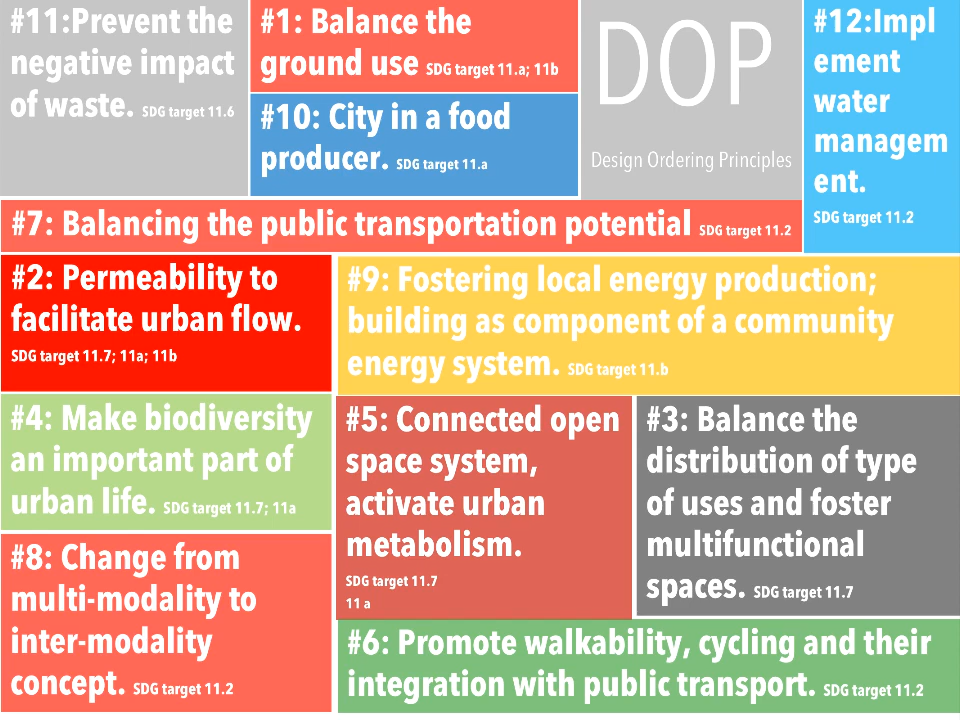 #11:Prevent the
negative impact
of waste. SDG target 11.6
#1: Balance the
ground use SDG target 11.a; 11b
#10: City in a food
producer. SDG target 11.a
DOP
Design Ordering Principles
#12:Impl
ement
water
managem
ent.
SDG target 11.2
#7: Balancing the public transportation potential SDG target 11.2
#2: Permeability to
facilitate urban flow.
SDG target 11.7; 11a; 11b
#9: Fostering local energy production;
building as component of a community
energy system. SDG target 11.b
#4: Make biodiversity
an important part of
urban life. SDG target 11.7; 11a
#5: Connected open
space system,
activate urban
metabolism.
SDG target 11.7
11 a
#3: Balance the
distribution of type
of uses and foster
multifunctional
spaces. SDG target 11.7
#8: Change from
multi-modality to
inter-modality
concept. SDG target 11.2
#6: Promote walkability, cycling and their
integration with public transport. SDG target 11.2